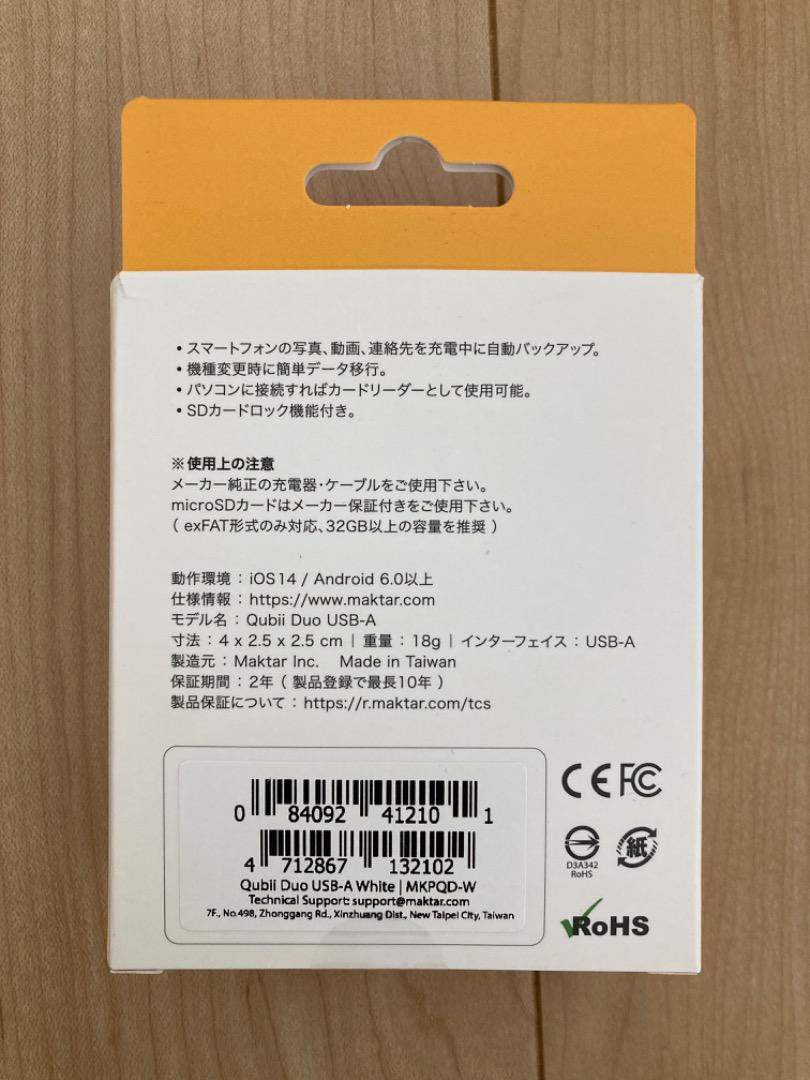 • スマートフォンの写真、動画、連絡先を充電中に自動バックアップ。
• 機種変更時に簡単データ移行。
• パソコンに接続すればカードリーダーとして使用可能。
• SDカードロック機能付き。
※使用上の注意
メーカー純正の充電器・ケーブルをご使用下さい。
microSDカードはメーカー保証付きをご使用下さい。
( exFAT形式のみ対応、32GB以上の容量を推奨 )
動作環境 : iOS14 / Android 6.0以上
仕様情報 : https://www.maktar.com
モデル名 : Qubii Duo USB-A
寸法 : 4 x 2.5 x 2.5 cm | 重量 : 18g | インターフェイス : USB-A
製造元 : Maktar Inc. Made in Taiwan
保証期間 : 2年 ( 製品登録で最長10年 )
製品保証について : https://r.maktar.com/tcs
0 84092 41210 1
4 712867 132102
Qubii Duo USB-A White | MKPQD-W
Technical Support: support@maktar.com
7F., No.498, Zhonggang Rd., Xinzhuang Dist., New Taipei City, Taiwan
CE FC
D3A342
RoHS
紙
RoHS